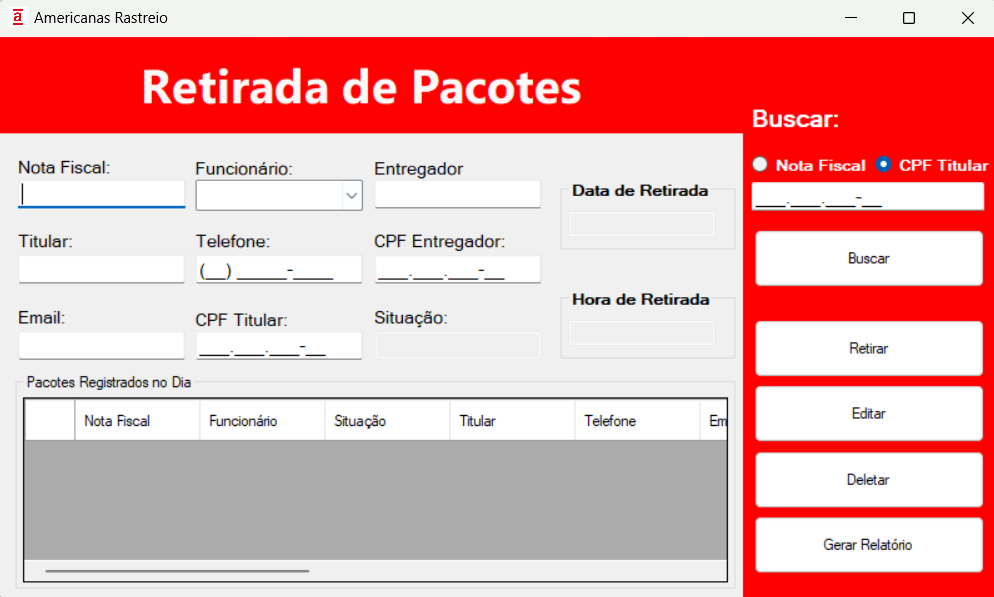 a Americanas Rastreio
Retirada de Pacotes
Buscar:
Nota Fiscal: Funcionário: Entregador
Data de Retirada
Nota Fiscal CPF Titular
___.___.___-__
Titular: Telefone: CPF Entregador:
(__) _____-____ ___.___.___-__
Buscar
Hora de Retirada
Email: CPF Titular: Situação:
___.___.___-__
Retirar
Pacotes Registrados no Dia
Nota Fiscal Funcionário Situação Titular Telefone Em
Editar
Deletar
Gerar Relatório